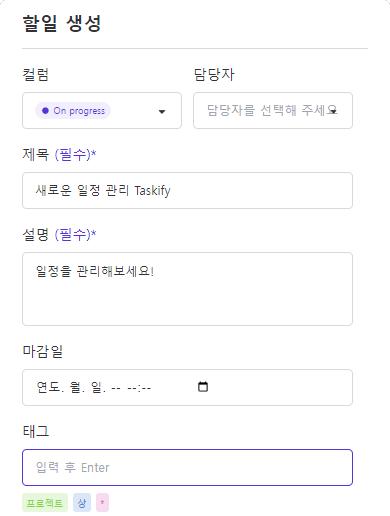 할일 생성
컬럼 담당자
On progress 담당자를 선택해 주세요
제목 (필수)*
새로운 일정 관리 Taskify
설명 (필수)*
일정을 관리해보세요!
마감일
연도. 월. 일. -- --:--
태그
입력 후 Enter
프로젝트 상 *